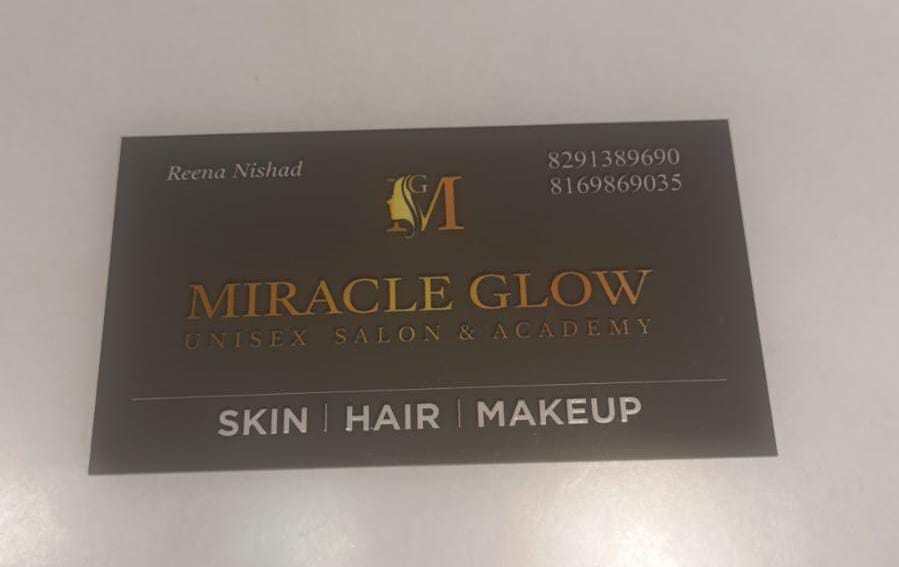 Reena Nishad
8291389690
8169869035
GM
MIRACLE GLOW
UNISEX SALON & ACADEMY
SKIN | HAIR | MAKEUP